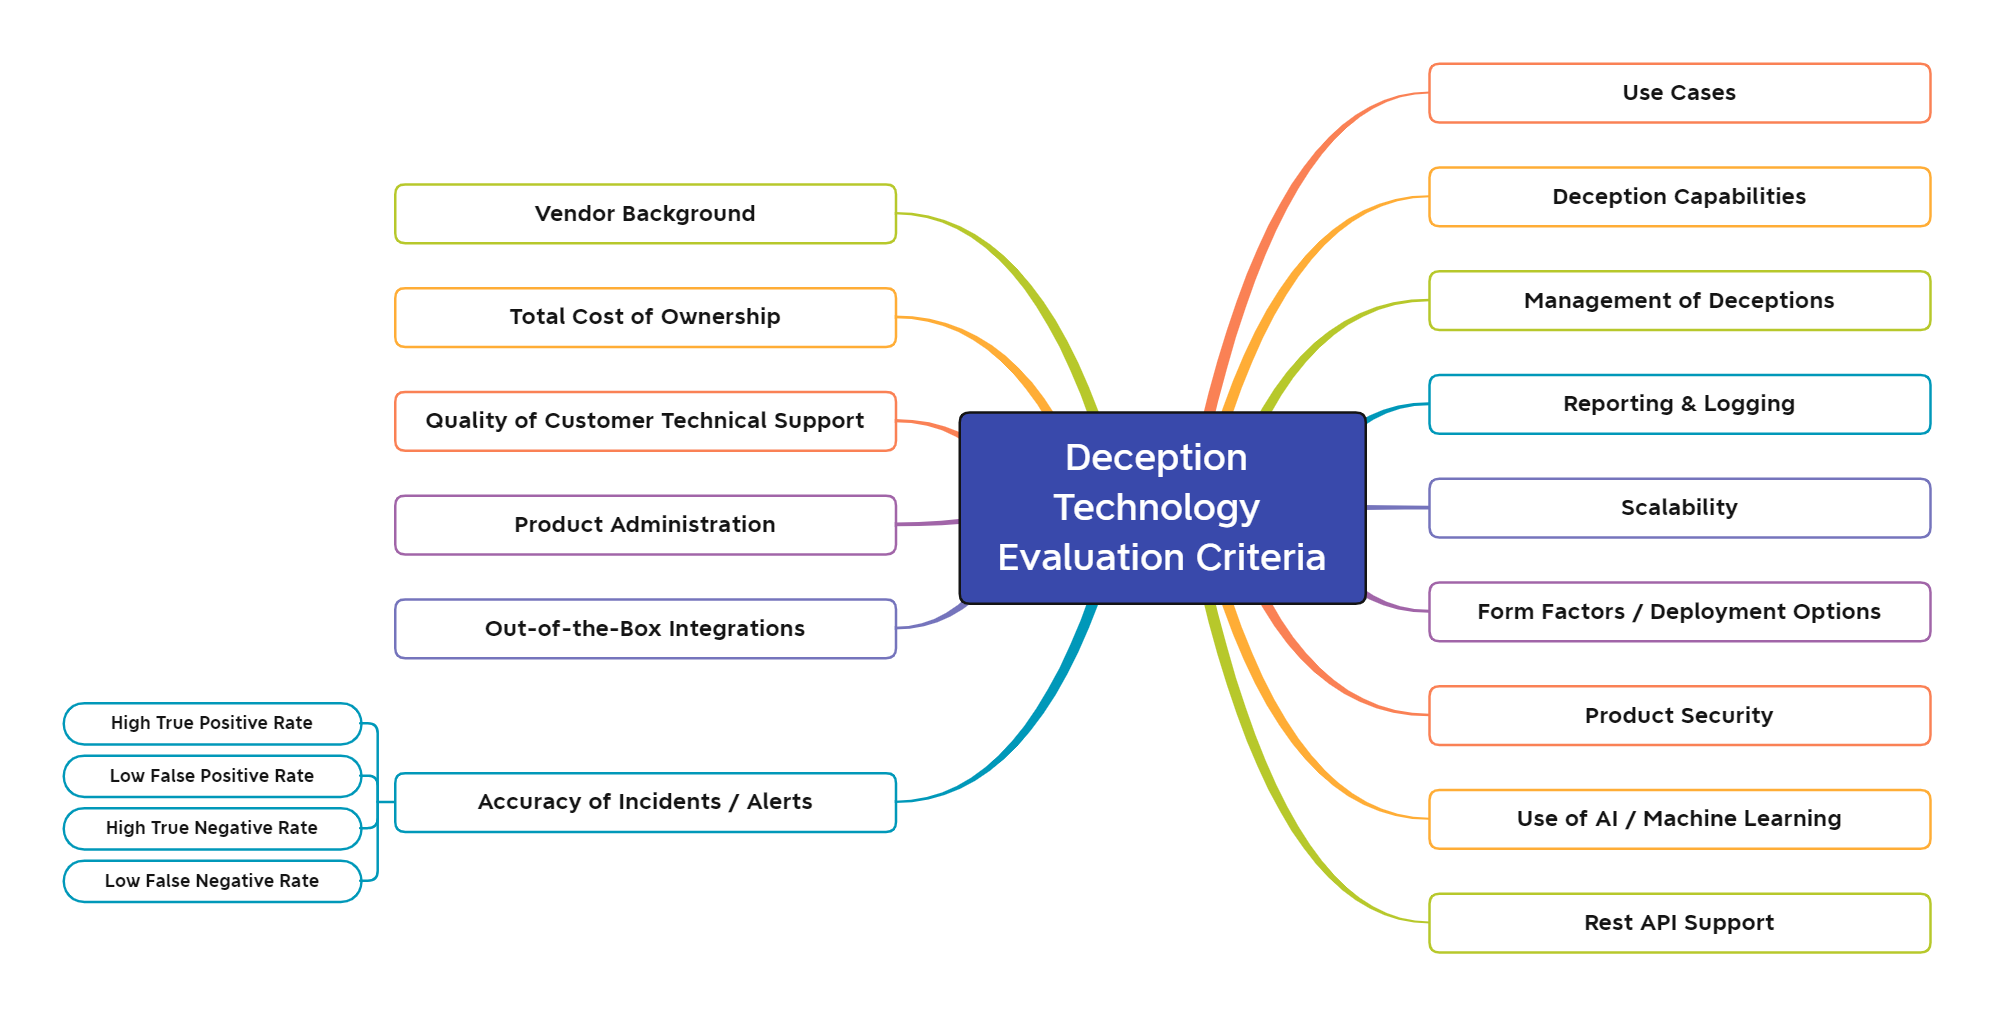 Deception
Technology
Evaluation Criteria
Use Cases
Deception Capabilities
Management of Deceptions
Reporting & Logging
Scalability
Form Factors / Deployment Options
Product Security
Use of AI / Machine Learning
Rest API Support
Vendor Background
Total Cost of Ownership
Quality of Customer Technical Support
Product Administration
Out-of-the-Box Integrations
Accuracy of Incidents / Alerts
High True Positive Rate
Low False Positive Rate
High True Negative Rate
Low False Negative Rate